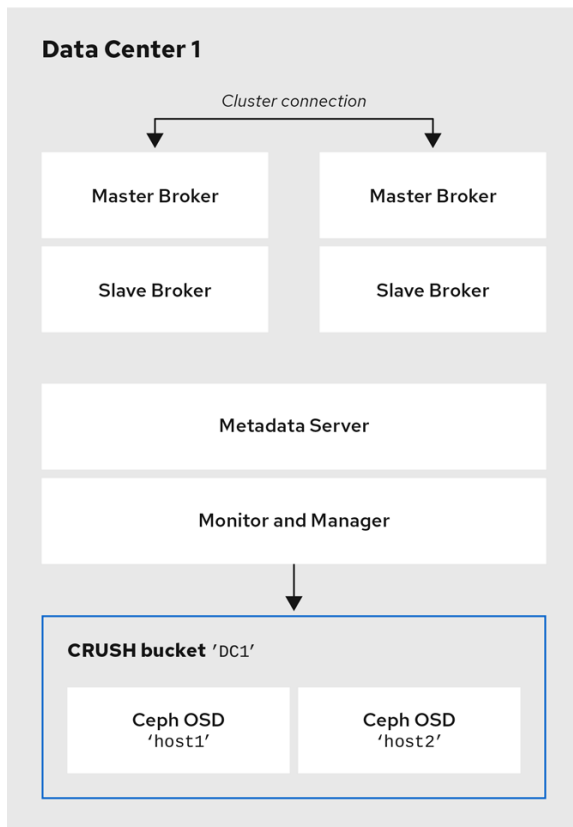 Data Center 1
Cluster connection
Master Broker
Master Broker
Slave Broker
Slave Broker
Metadata Server
Monitor and Manager
CRUSH bucket ’DC1’
Ceph OSD
‘host1’
Ceph OSD
‘host2’